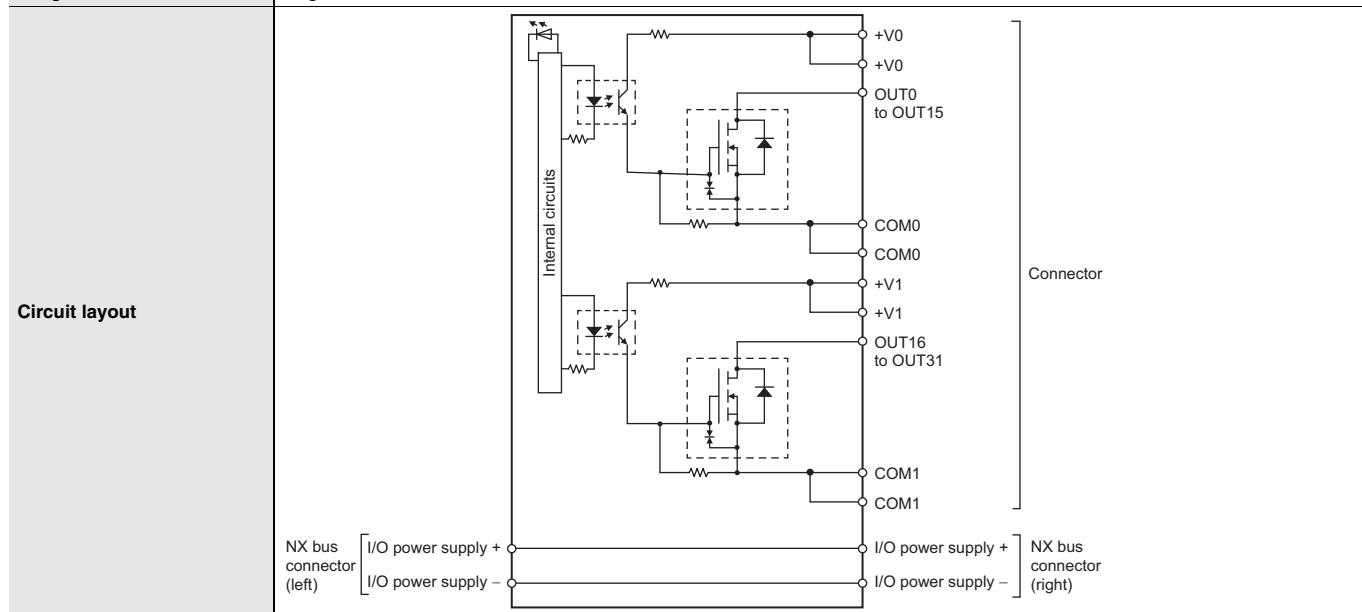 Circuit layout
Internal circuits
+V0
+V0
OUT0
to OUT15
COM0
COM0
+V1
+V1
OUT16
to OUT31
COM1
COM1
Connector
NX bus
connector
(left)
I/O power supply +
I/O power supply –
I/O power supply +
I/O power supply –
NX bus
connector
(right)